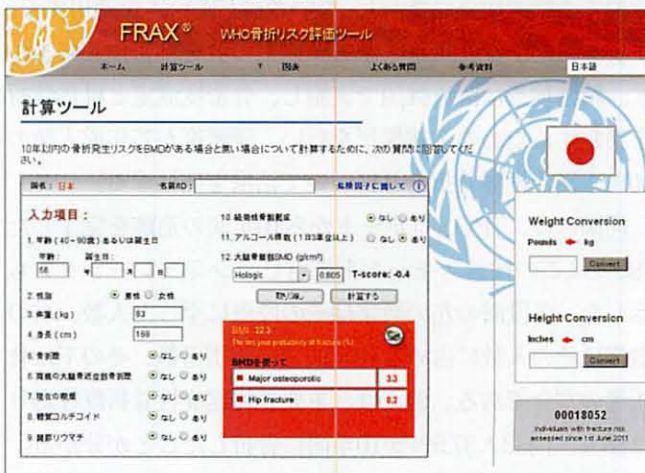 FRAX® WHO骨折リスク評価ツール
ホーム 計算ツール 図表 よくある質問 参考資料 日本語
計算ツール
10年以内の骨折発生リスクをBMDがある場合と無い場合について計算するために、次の質問に回答してください。
国名: 日本 名前/ID: 危険因子に関して
入力項目:
1. 年齢 (40-90歳) あるいは誕生日
年齢: 誕生日:
年 月 日
2. 性別 男性 女性
3. 体重 (kg) 63
4. 身長 (cm) 168
5. 骨折歴 なし あり
6. 両親の大腿骨近位部骨折歴 なし あり
7. 現在の喫煙 なし あり
8. 糖質コルチコイド なし あり
9. 関節リウマチ なし あり
10. 続発性骨粗鬆症 なし あり
11. アルコール摂取 (1日3単位以上) なし あり
12. 大腿骨頸部BMD (g/cm²)
Hologic 0.805 T-score: -0.4
取り消し 計算する
BMI: 22.3
The ten year probability of fracture (%)
BMDを使って
Major osteoporotic 3.3
Hip fracture 0.2
Weight Conversion
Pounds kg
Convert
Height Conversion
Inches cm
Convert
00018052
Individuals with fracture risk
assessed since 1st June 2011